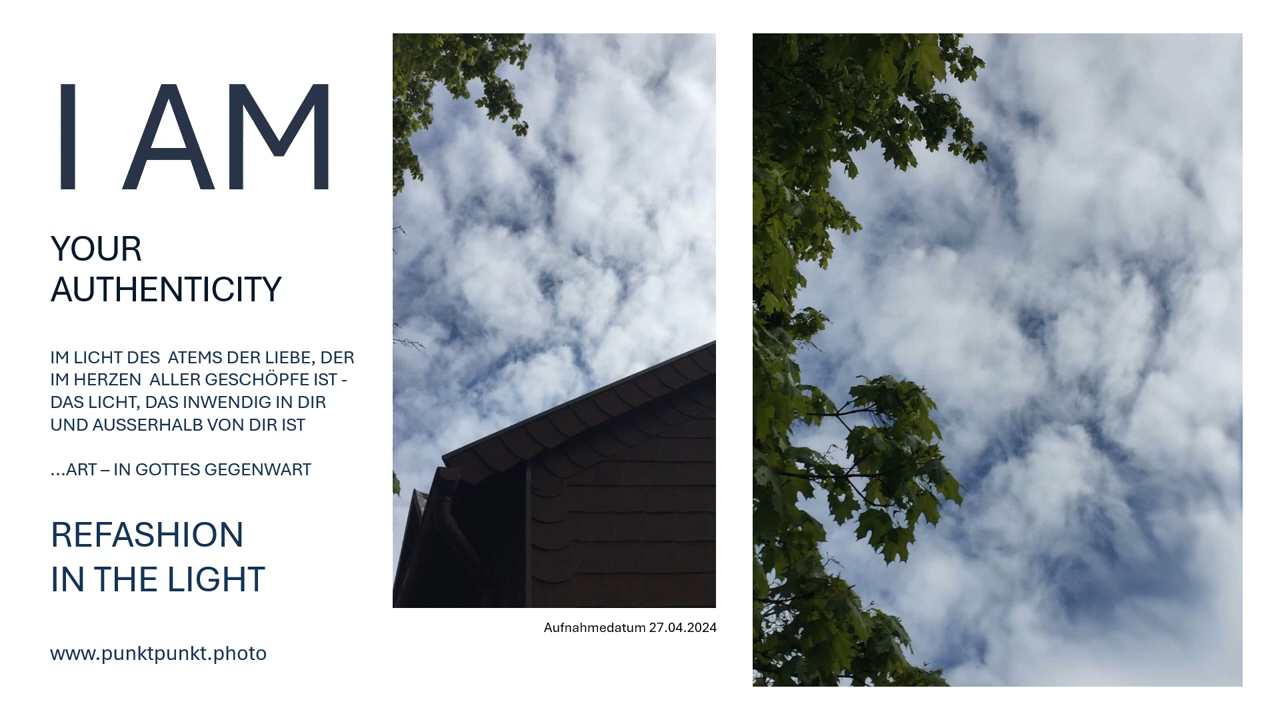 I AM
YOUR
AUTHENTICITY
IM LICHT DES  ATEMS DER LIEBE, DER
IM HERZEN  ALLER GESCHÖPFE IST -
DAS LICHT, DAS INWENDIG IN DIR
UND AUSSERHALB VON DIR IST
…ART – IN GOTTES GEGENWART
REFASHION
IN THE LIGHT
www.punktpunkt.photo
Aufnahmedatum 27.04.2024